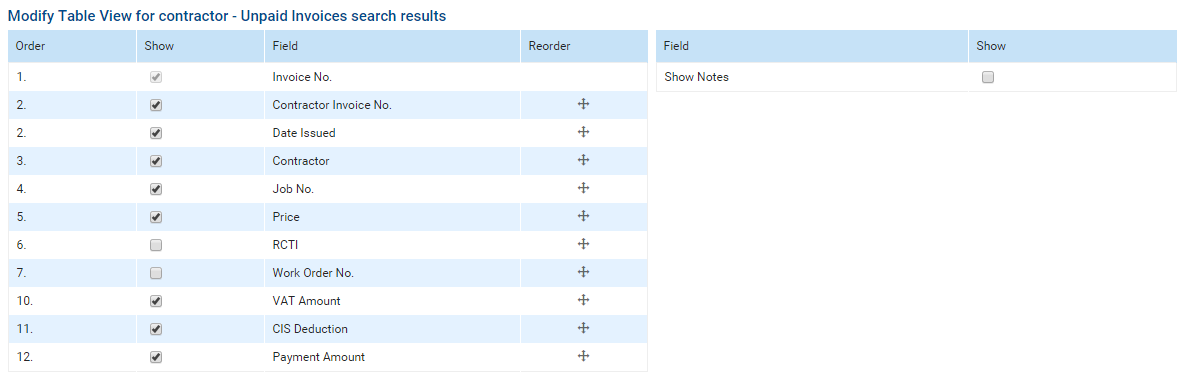 Modify Table View for contractor - Unpaid Invoices search results
Order Show Field Reorder
1. Invoice No.
2. Contractor Invoice No.
2. Date Issued
3. Contractor
4. Job No.
5. Price
6. RCTI
7. Work Order No.
10. VAT Amount
11. CIS Deduction
12. Payment Amount
Field Show
Show Notes